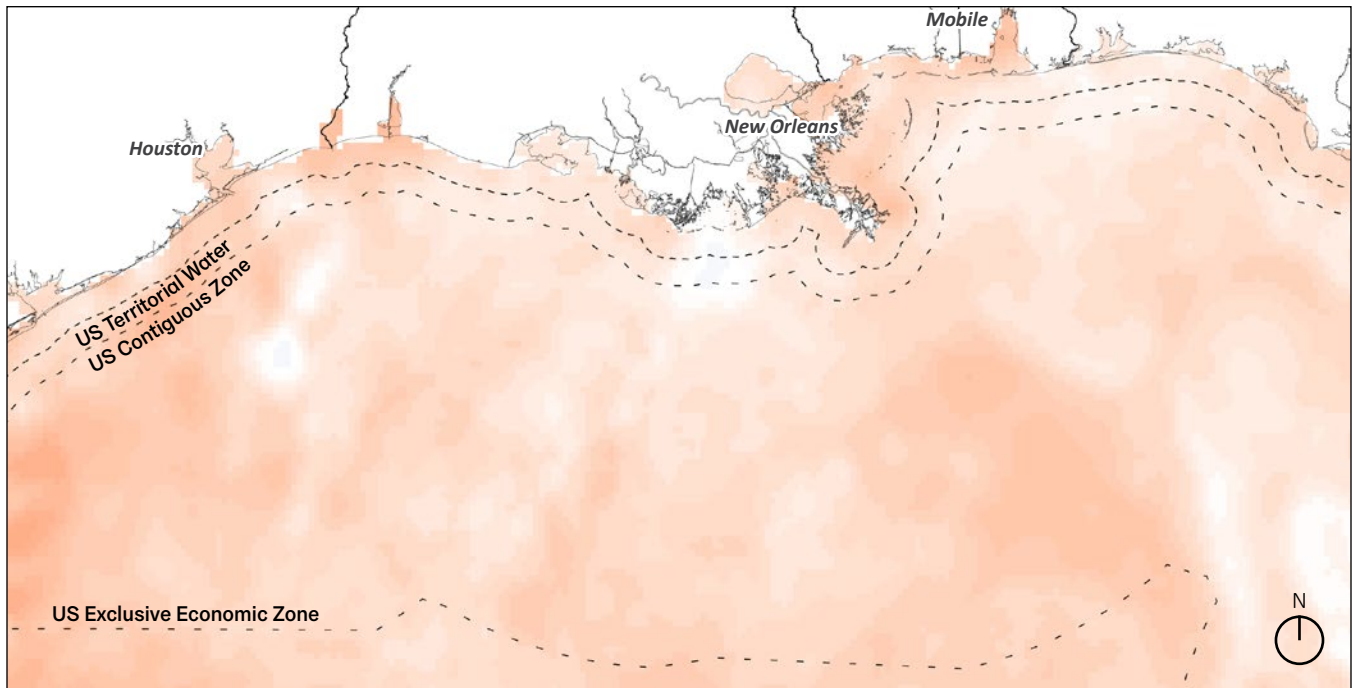 Mobile
New Orleans
Houston
US Territorial Water
US Contiguous Zone
US Exclusive Economic Zone
N